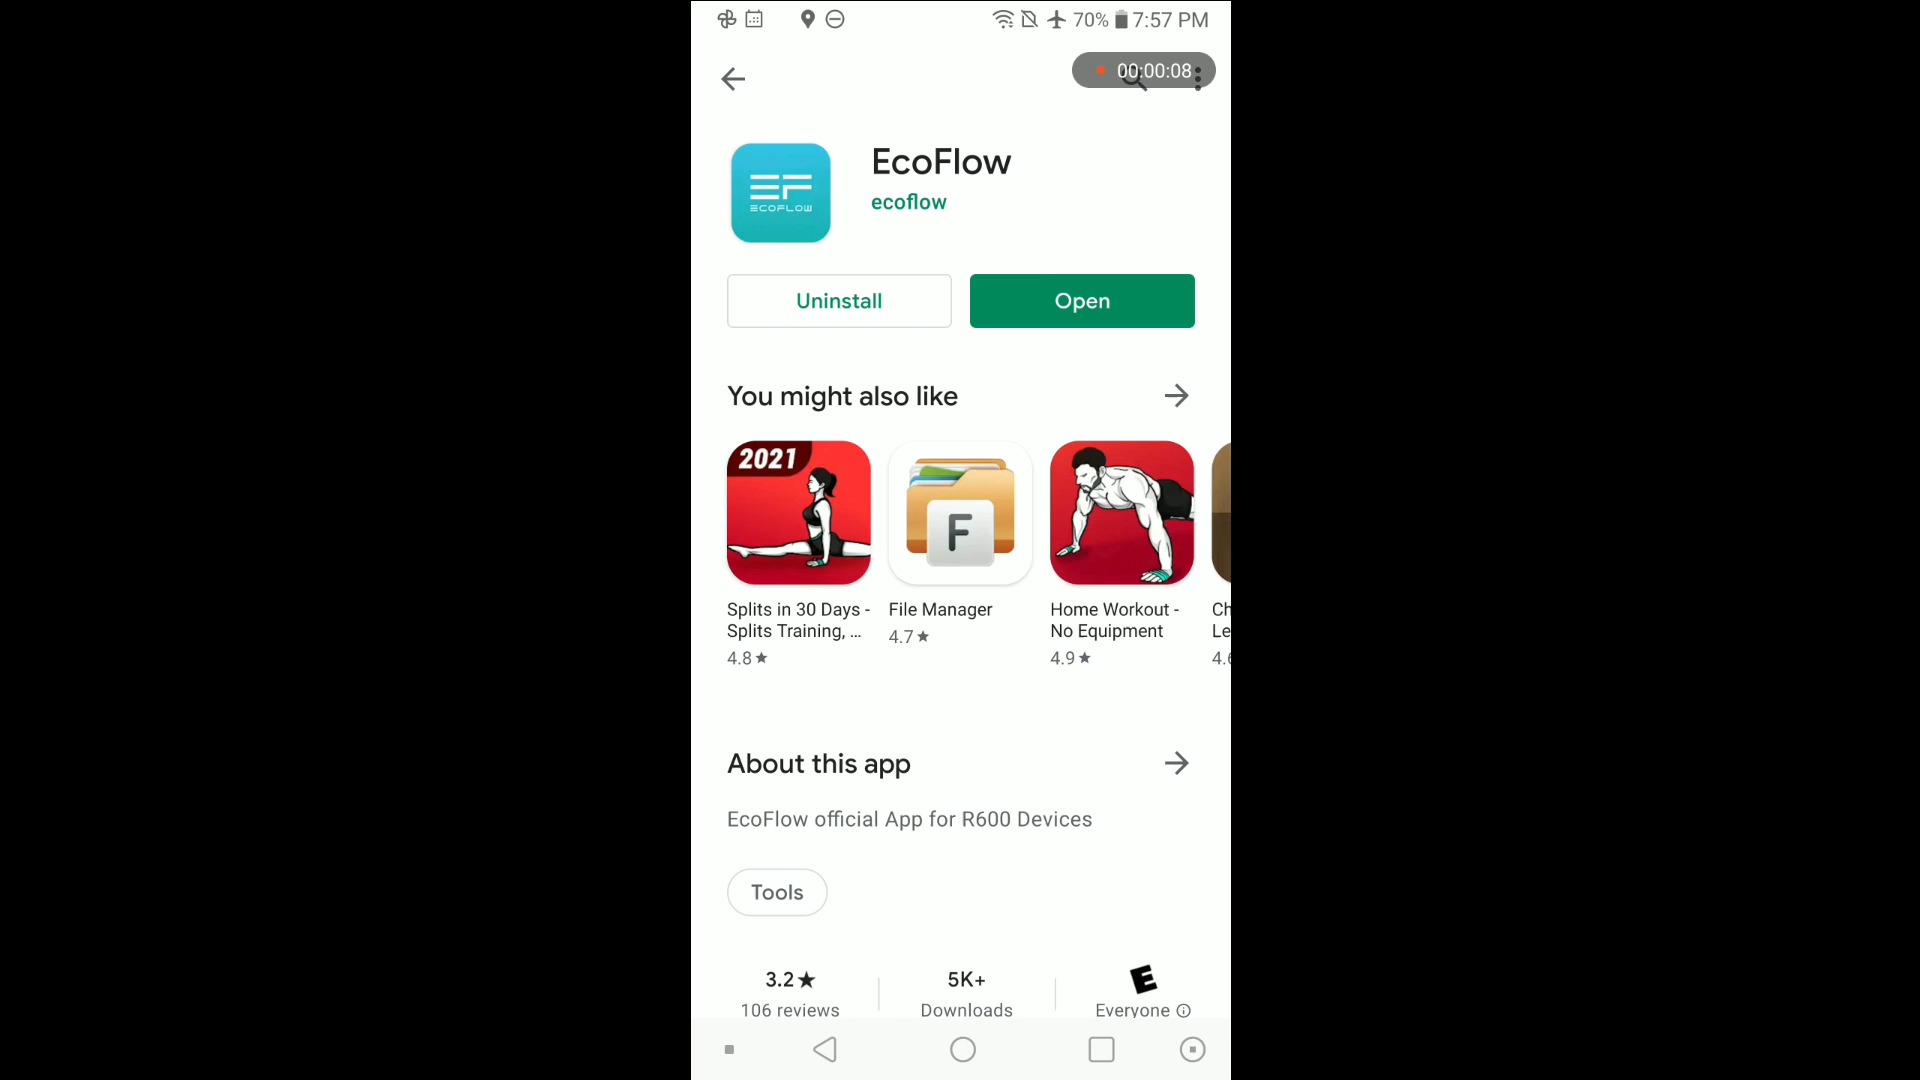 70% 7:57 PM
00:00:08
EcoFlow
ecoflow
ECOFLOW
Uninstall
Open
You might also like
2021
F
Splits in 30 Days -
Splits Training, ...
4.8★
File Manager
4.7★
Home Workout -
No Equipment
4.9★
Ch
Le
4.6
About this app
EcoFlow official App for R600 Devices
Tools
3.2★
106 reviews
5K+
Downloads
E
Everyone